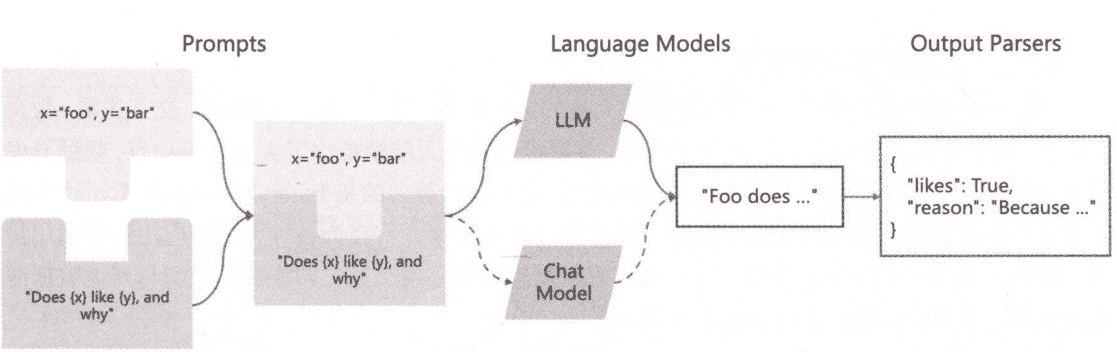 Prompts
Language Models
Output Parsers
x="foo", y="bar"
"Does {x} like {y}, and
why"
x="foo", y="bar"
"Does {x} like {y}, and
why"
LLM
Chat
Model
"Foo does ..."
{
"likes": True,
"reason": "Because ..."
}